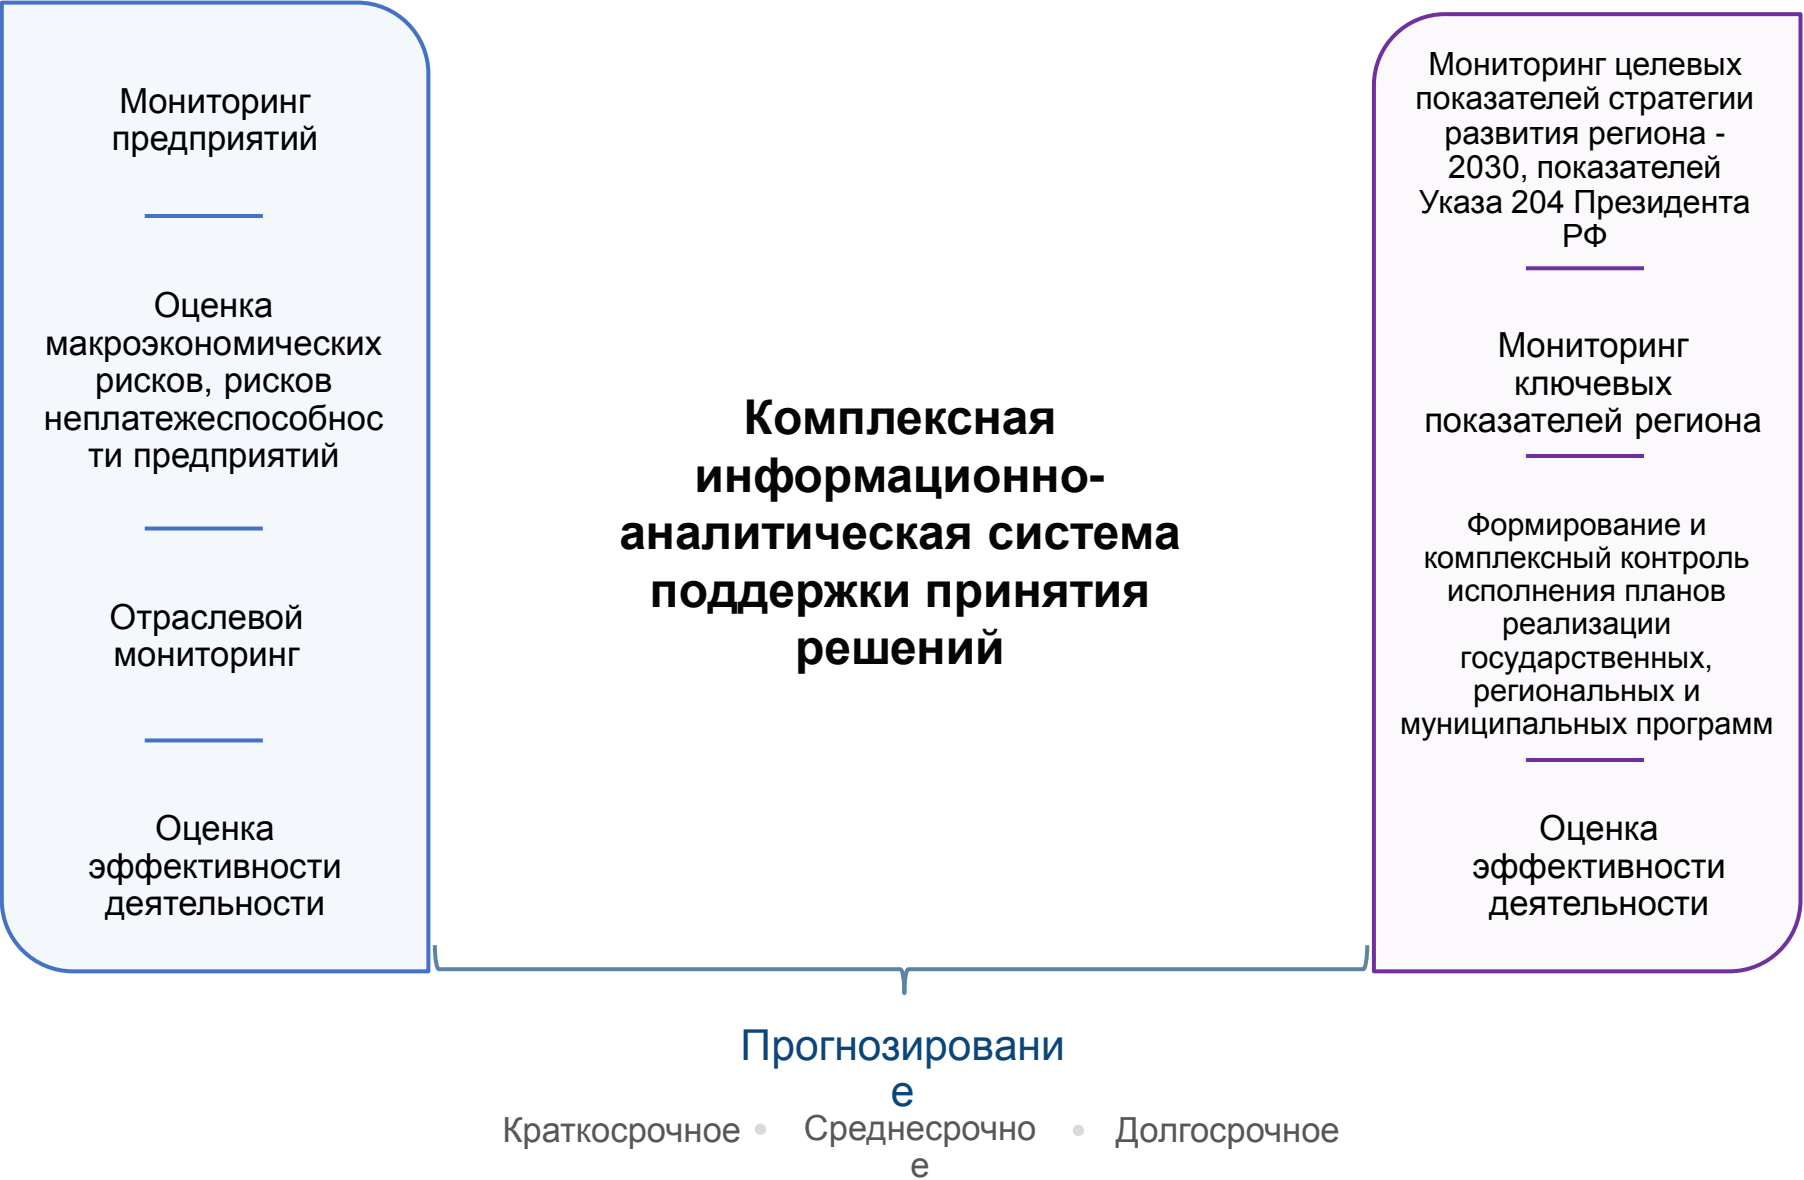 Мониторинг
предприятий
Оценка
макроэкономических
рисков, рисков
неплатежеспособнос
ти предприятий
Отраслевой
мониторинг
Оценка
эффективности
деятельности
Комплексная
информационно-
аналитическая система
поддержки принятия
решений
Мониторинг целевых
показателей стратегии
развития региона -
2030, показателей
Указа 204 Президента
РФ
Мониторинг
ключевых
показателей региона
Формирование и
комплексный контроль
исполнения планов
реализации
государственных,
региональных и
муниципальных программ
Оценка
эффективности
деятельности
Прогнозировани
е
Краткосрочное
Среднесрочно
е
Долгосрочное